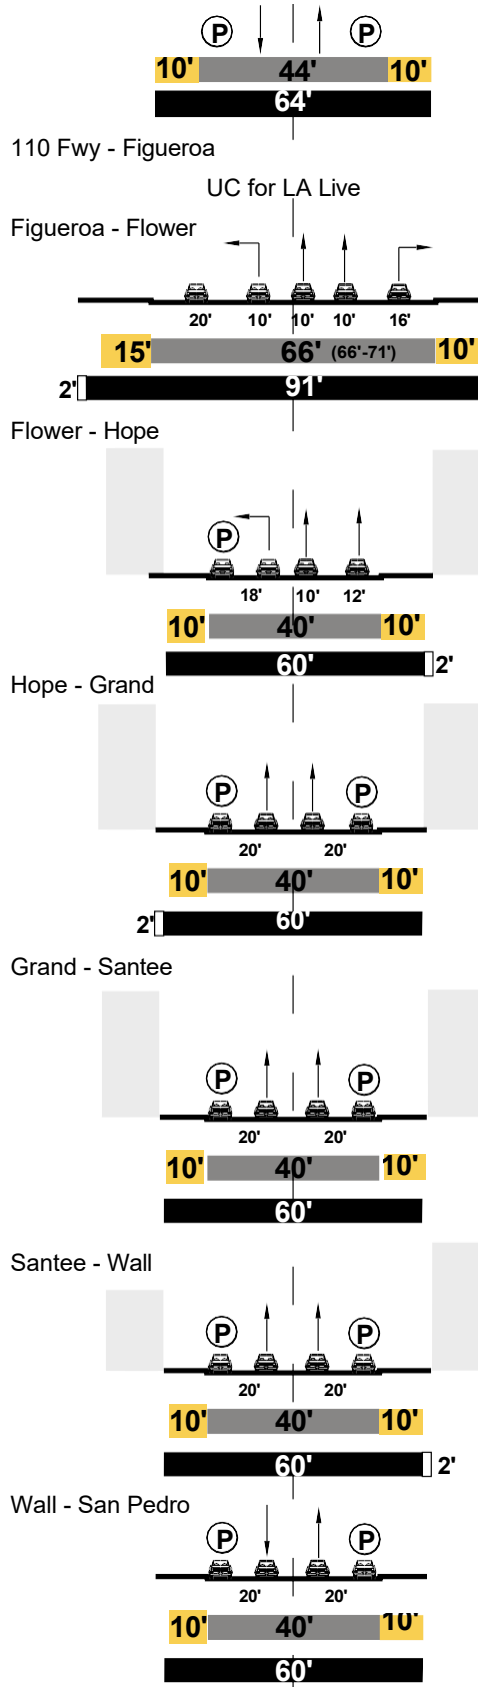 P P
10' 44' 10'
64'
110 Fwy - Figueroa
UC for LA Live
Figueroa - Flower
20' 10' 10' 10' 16'
15' 66' (66'-71') 10'
2' 91'
Flower - Hope
P
18' 10' 12'
10' 40' 10'
60' 2'
Hope - Grand
P P
20' 20'
10' 40' 10'
2' 60'
Grand - Santee
P P
20' 20'
10' 40' 10'
60'
Santee - Wall
P P
20' 20'
10' 40' 10'
60' 2'
Wall - San Pedro
P P
20' 20'
10' 40' 10'
60'